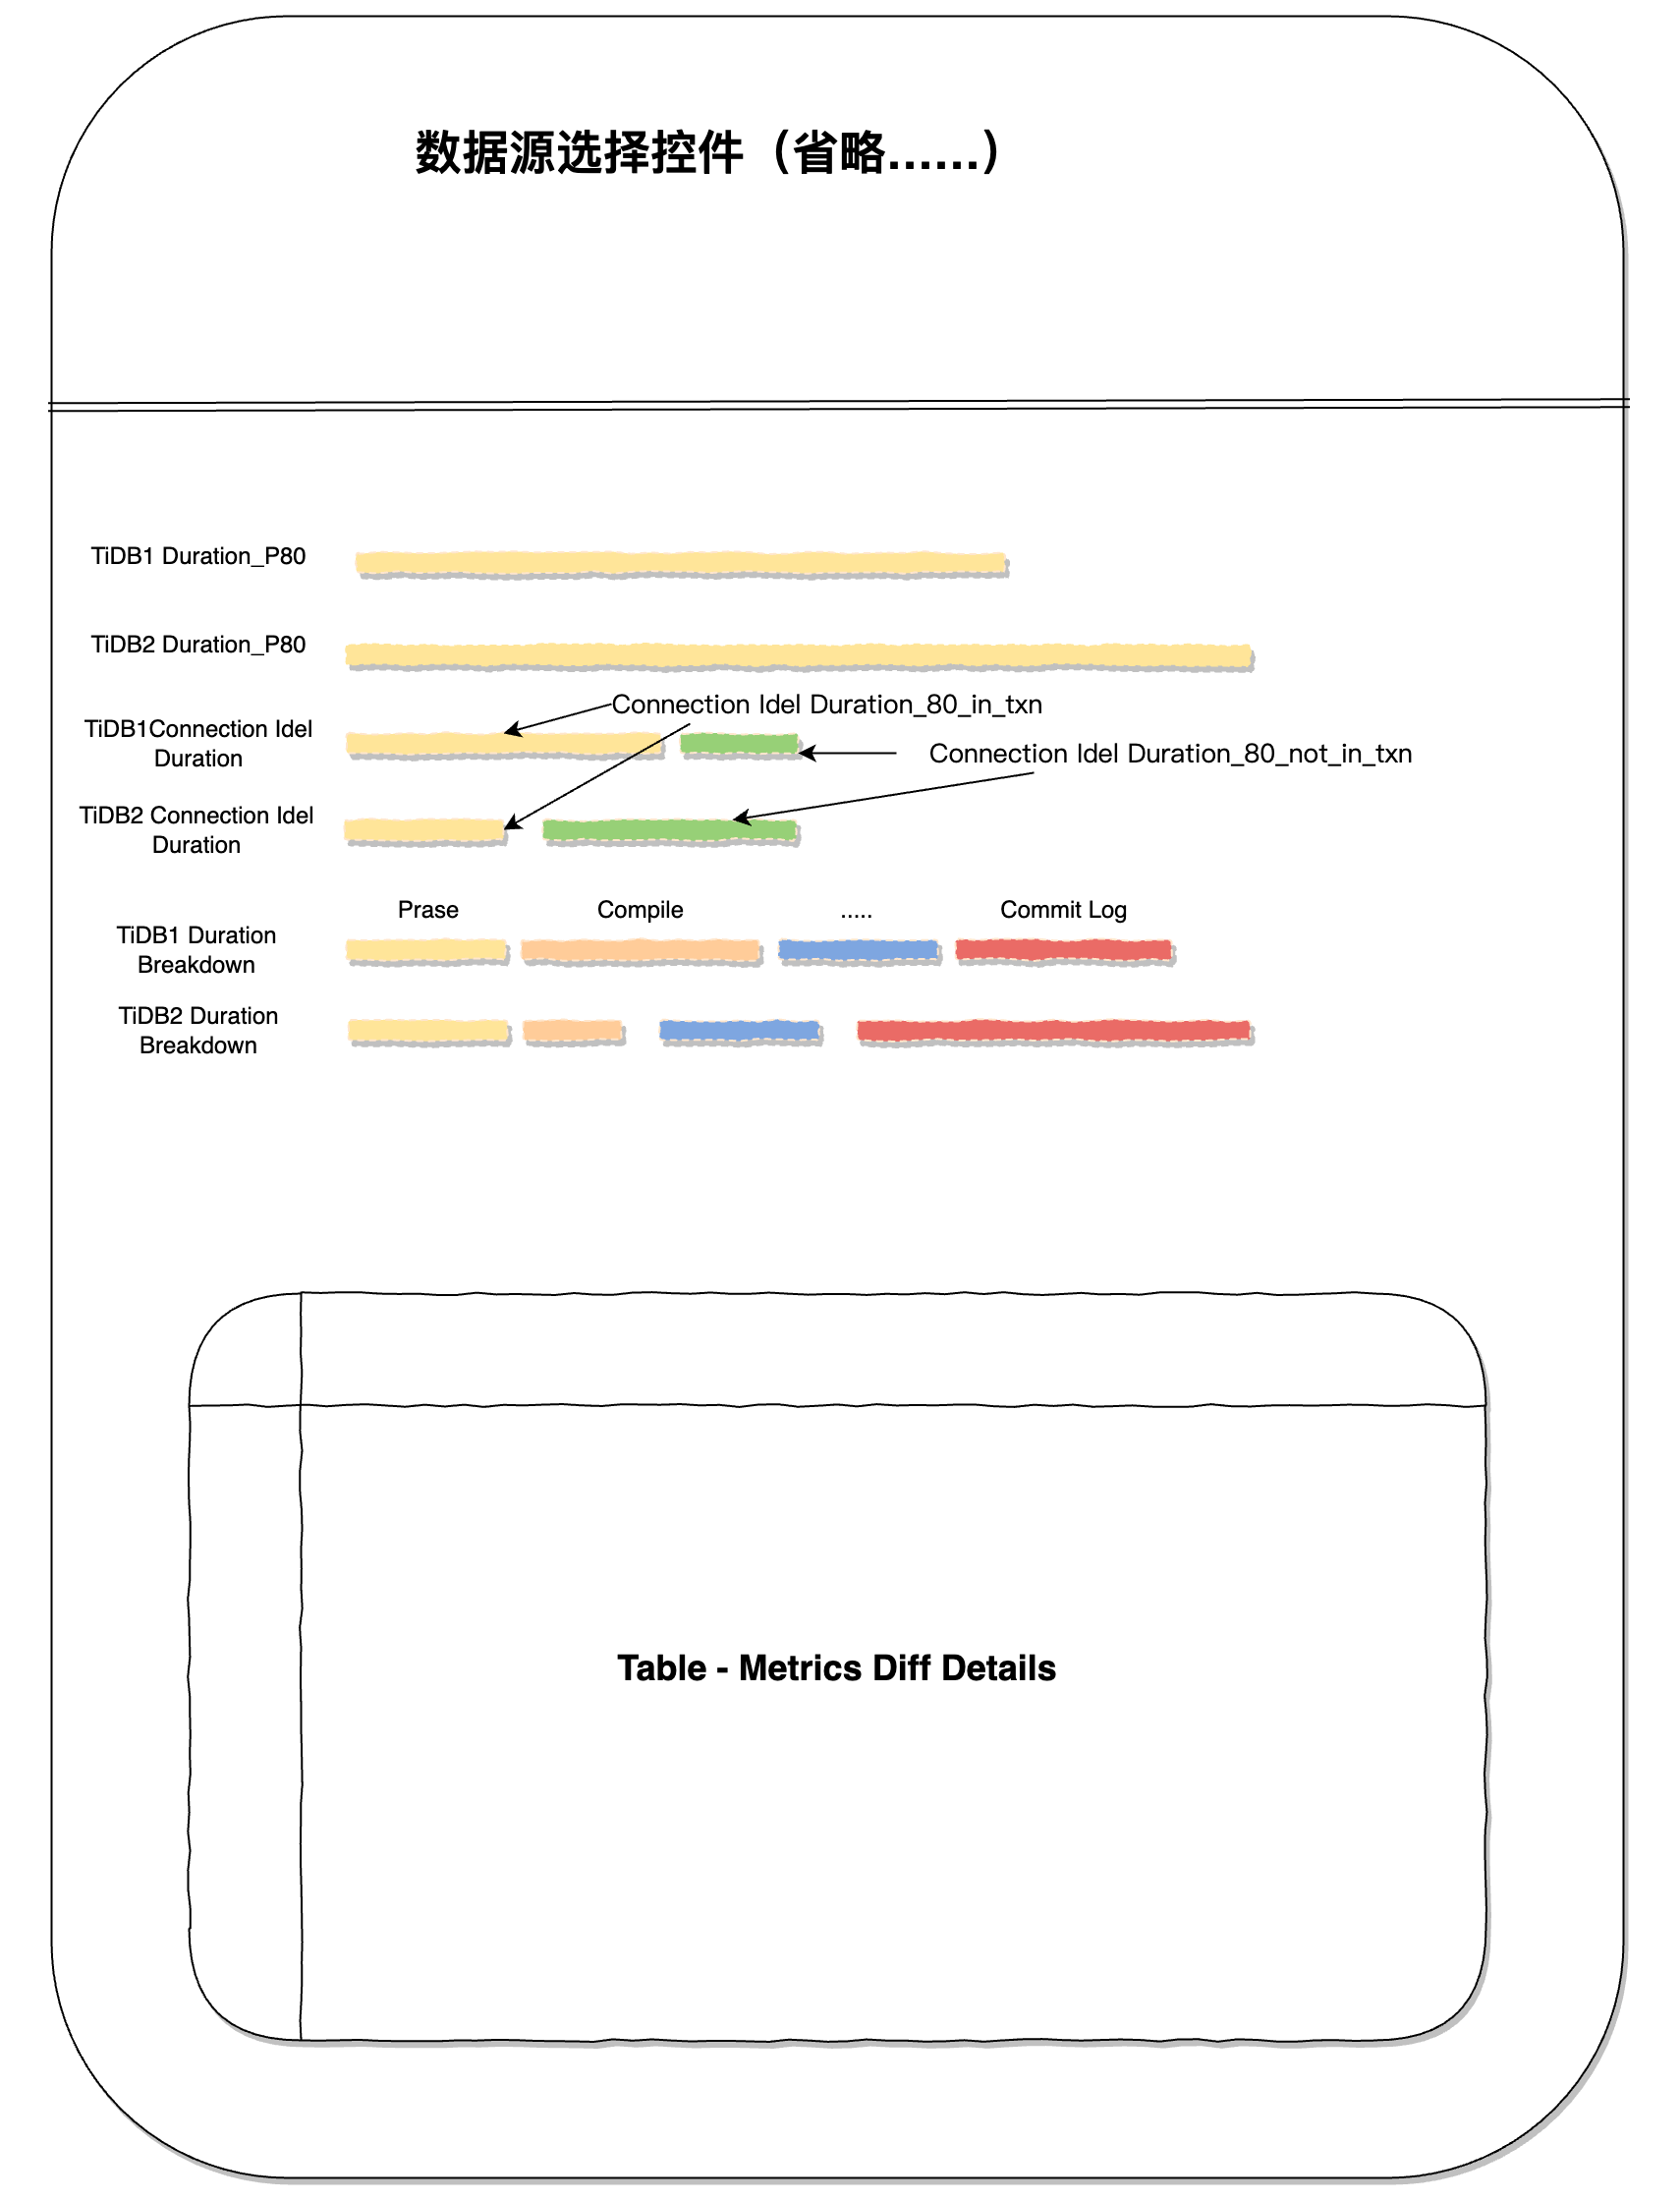 数据源选择控件（省略......）
TiDB1 Duration_P80
TiDB2 Duration_P80
Connection Idel Duration_80_in_txn
TiDB1Connection Idel
Duration
Connection Idel Duration_80_not_in_txn
TiDB2 Connection Idel
Duration
Prase
Compile
.....
Commit Log
TiDB1 Duration
Breakdown
TiDB2 Duration
Breakdown
Table - Metrics Diff Details